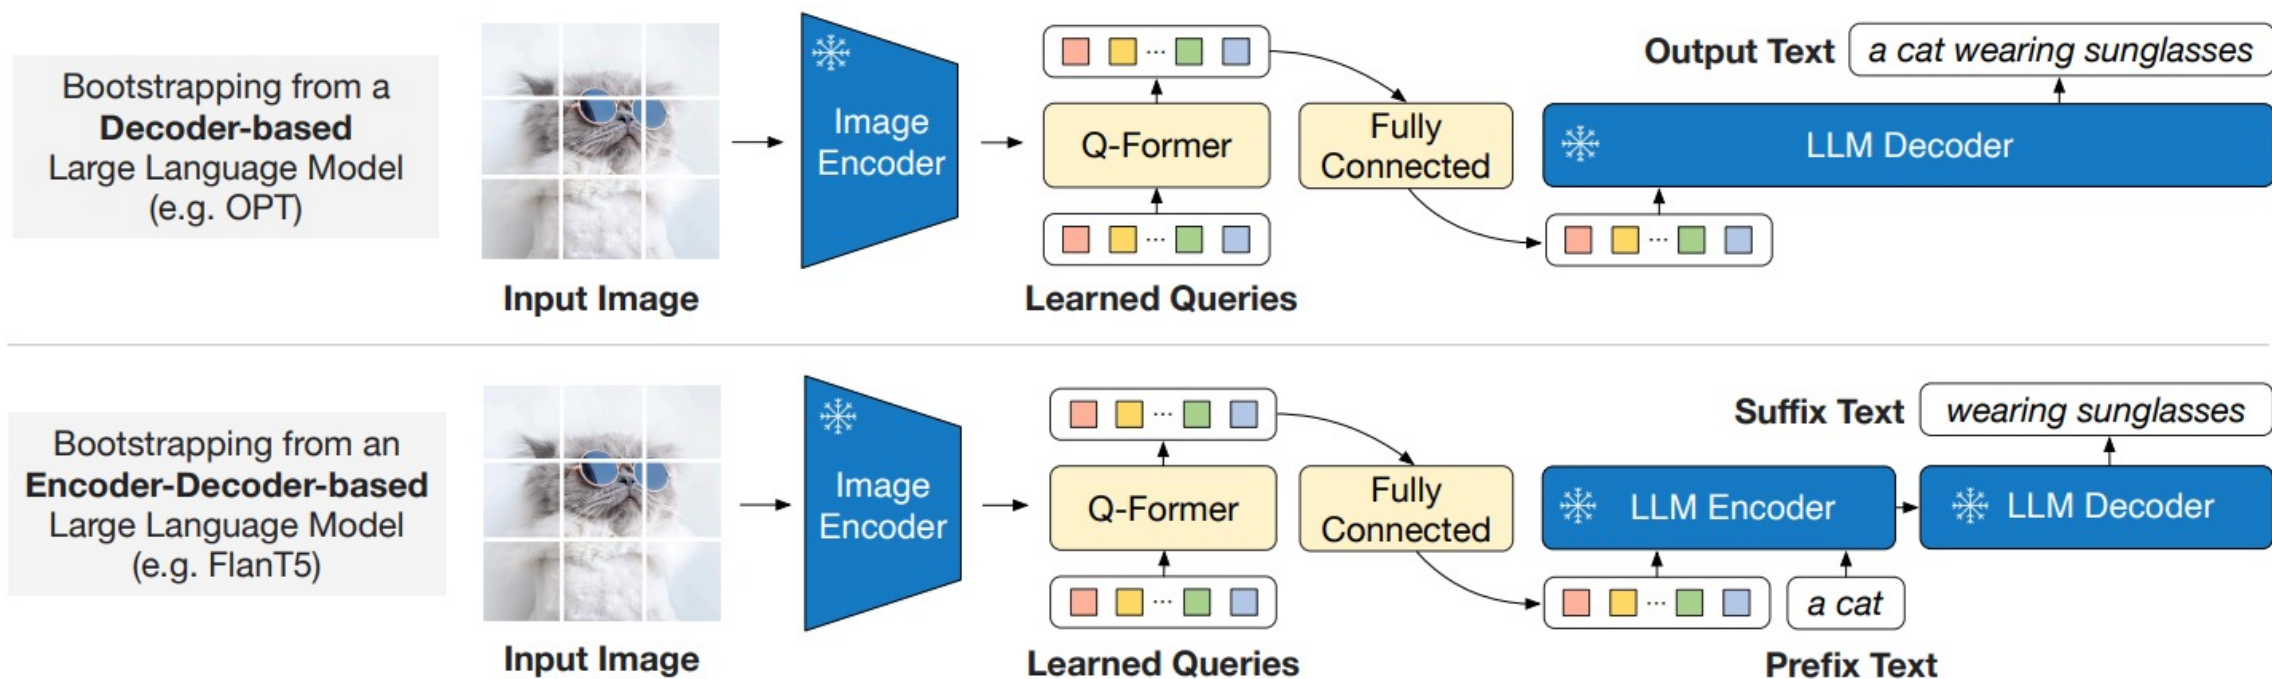 Bootstrapping from a
Decoder-based
Large Language Model
(e.g. OPT)
Input Image
Image
Encoder
Q-Former
Learned Queries
Fully
Connected
Output Text
a cat wearing sunglasses
LLM Decoder
Bootstrapping from an
Encoder-Decoder-based
Large Language Model
(e.g. FlanT5)
Input Image
Image
Encoder
Q-Former
Learned Queries
Fully
Connected
Suffix Text
wearing sunglasses
LLM Encoder
LLM Decoder
a cat
Prefix Text